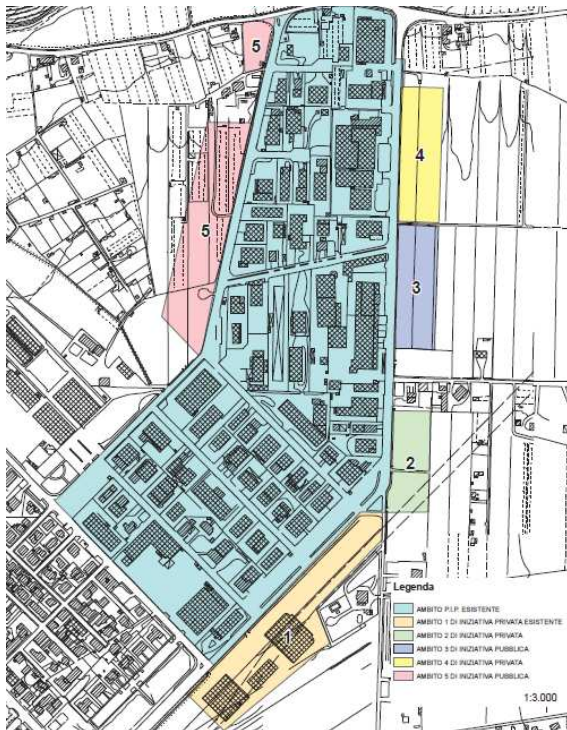 5
4
5
3
2
1
Legenda
AMBITO P.I.P. ESISTENTE
AMBITO 1 DI INIZIATIVA PRIVATA ESISTENTE
AMBITO 2 DI INIZIATIVA PRIVATA
AMBITO 3 DI INIZIATIVA PUBBLICA
AMBITO 4 DI INIZIATIVA PRIVATA
AMBITO 5 DI INIZIATIVA PUBBLICA
1:3.000